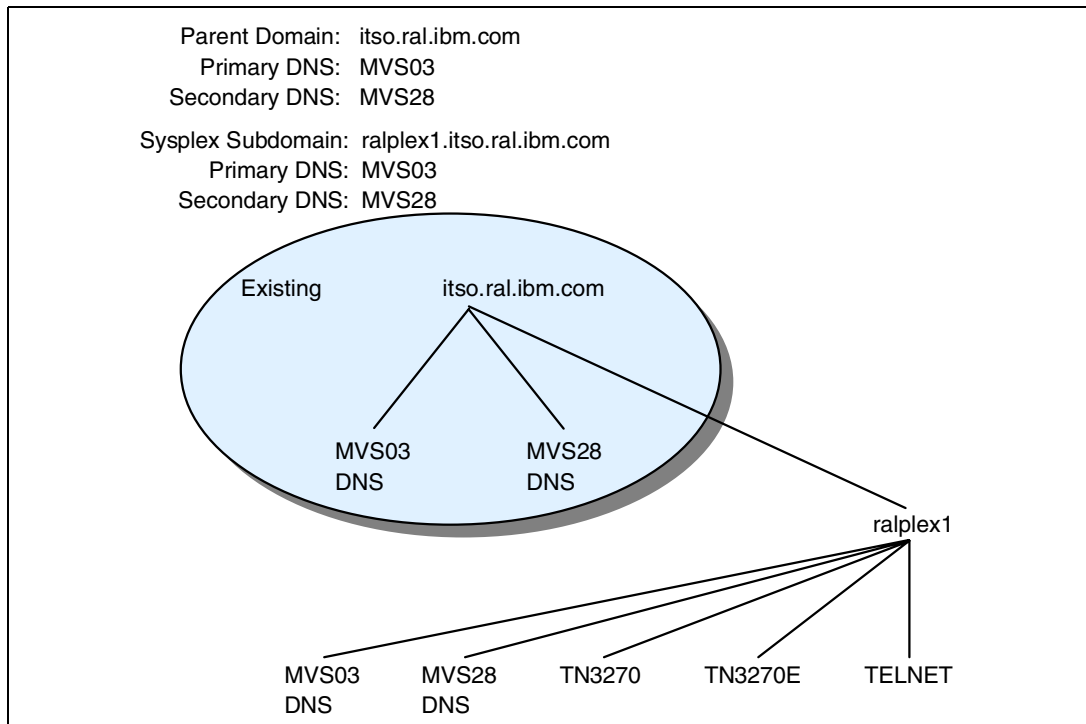 Parent Domain: itso.ral.ibm.com
Primary DNS: MVS03
Secondary DNS: MVS28
Sysplex Subdomain: ralplex1.itso.ral.ibm.com
Primary DNS: MVS03
Secondary DNS: MVS28
Existing itso.ral.ibm.com
MVS03 MVS28
DNS DNS
ralplex1
MVS03 MVS28 TN3270 TN3270E TELNET
DNS DNS